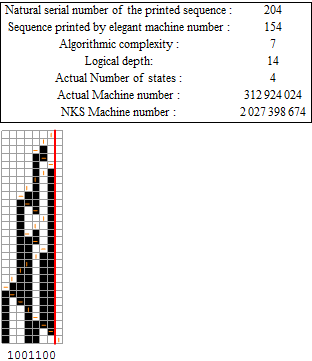 Natural serial number of the printed sequence : 204
Sequence printed by elegant machine number : 154
Algorithmic complexity : 7
Logical depth: 14
Actual Number of states : 4
Actual Machine number : 312 924 024
NKS Machine number : 2 027 398 674
1001100